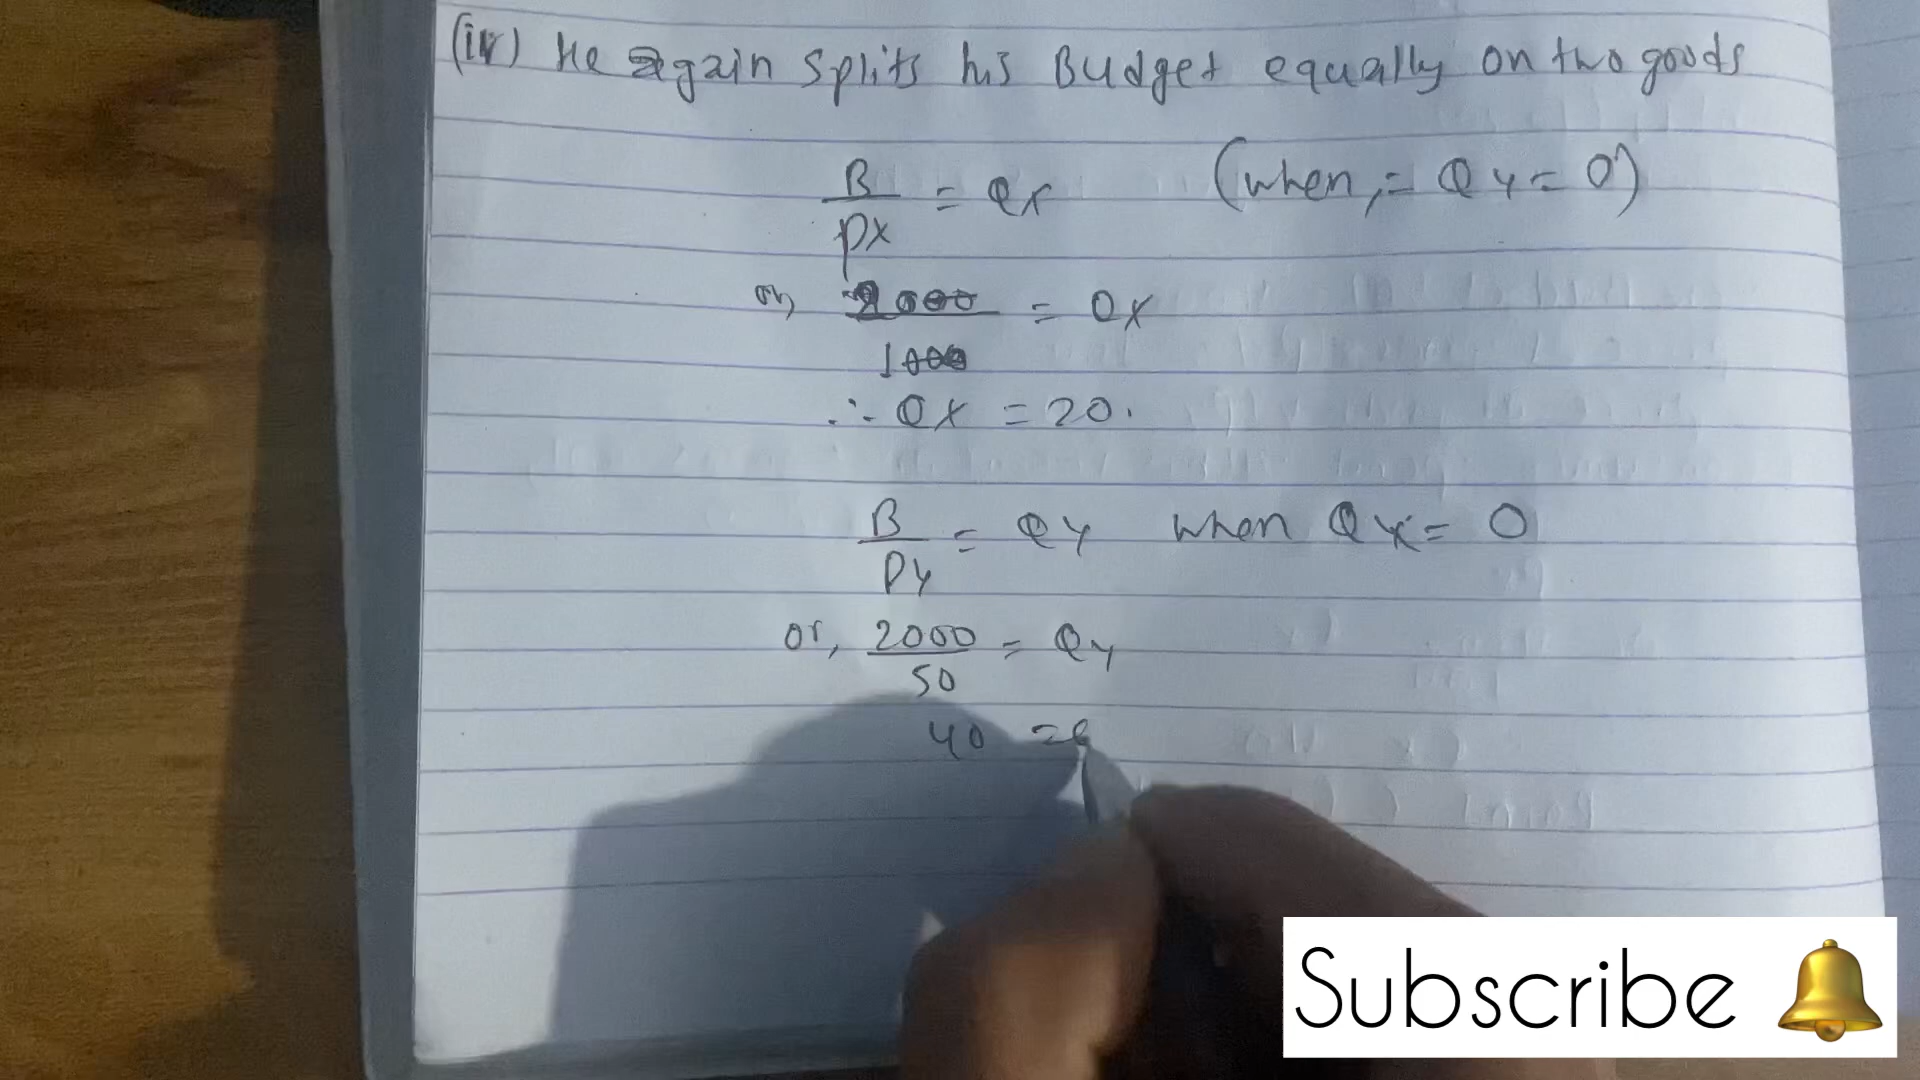 (iv) He again splits his Budget equally on two goods
B/PX = QX (when, = QY = 0)
or, 2000/1000 = QX
∴ QX = 20.
B/PY = QY when QX = 0
or, 2000/50 = QY
40 =
Subscribe